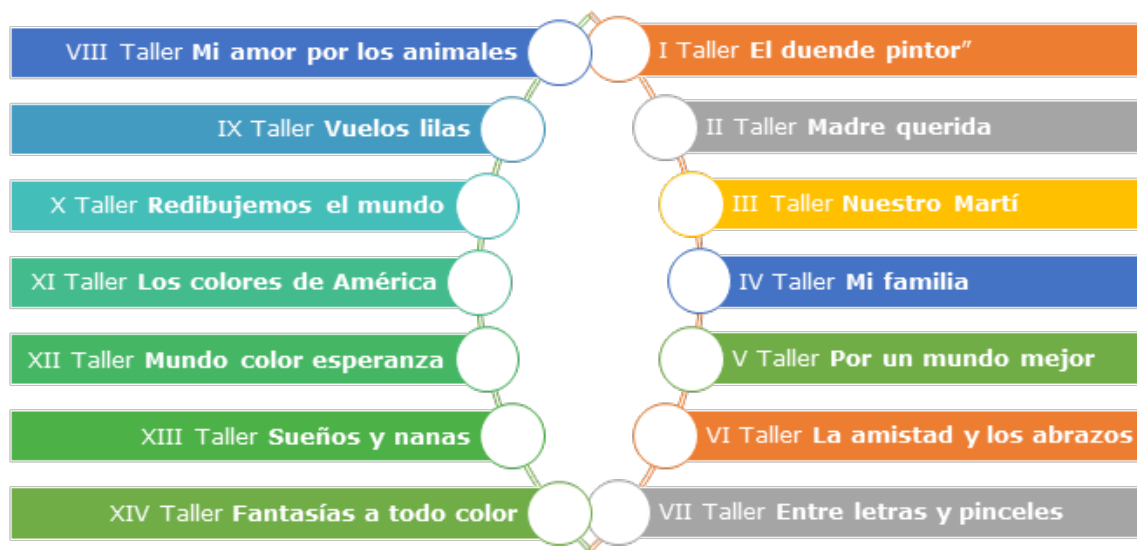 VIII Taller Mi amor por los animales
IX Taller Vuelos lilas
X Taller Redibujemos el mundo
XI Taller Los colores de América
XII Taller Mundo color esperanza
XIII Taller Sueños y nanas
XIV Taller Fantasías a todo color
I Taller El duende pintor”
II Taller Madre querida
III Taller Nuestro Martí
IV Taller Mi familia
V Taller Por un mundo mejor
VI Taller La amistad y los abrazos
VII Taller Entre letras y pinceles